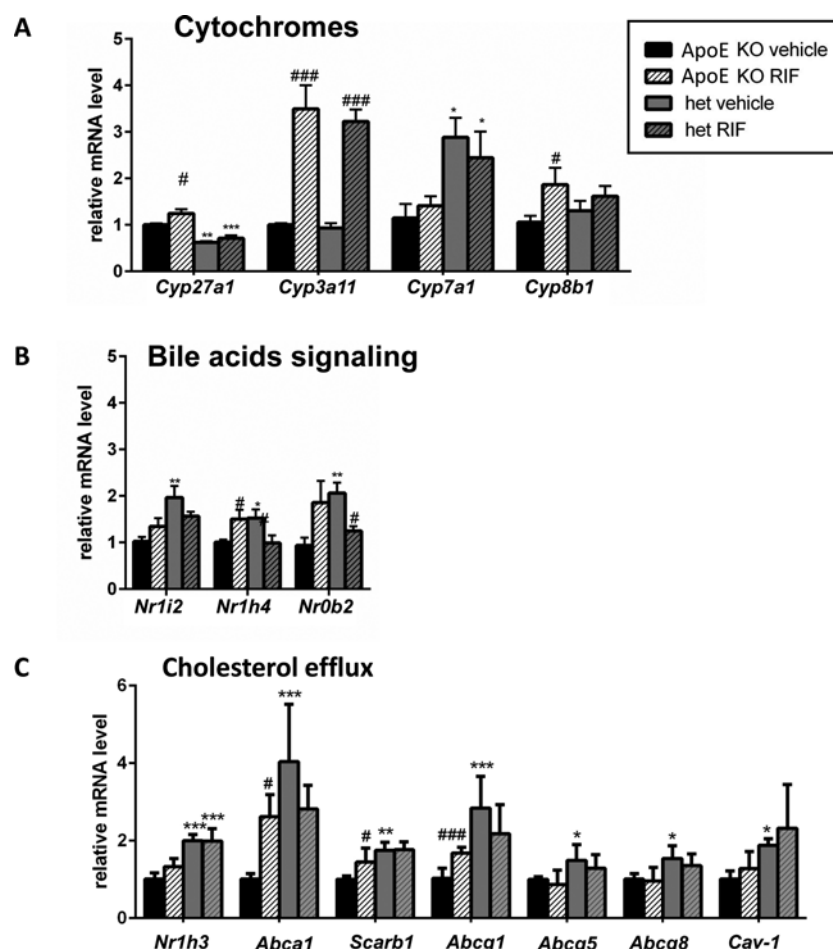 A
Cytochromes
ApoE KO vehicle
ApoE KO RIF
het vehicle
het RIF
relative mRNA level
5
4
3
2
1
0
#
**
***
###
###
*
*
#
Cyp27a1 Cyp3a11 Cyp7a1 Cyp8b1
B
Bile acids signaling
relative mRNA level
5
4
3
2
1
0
**
#
*
#
**
#
Nr1i2 Nr1h4 Nr0b2
C
Cholesterol efflux
relative mRNA level
6
4
2
0
***
***
#
***
#
**
###
***
*
*
*
Nr1h3 Abca1 Scarb1 Abcg1 Abcg5 Abcg8 Cav-1